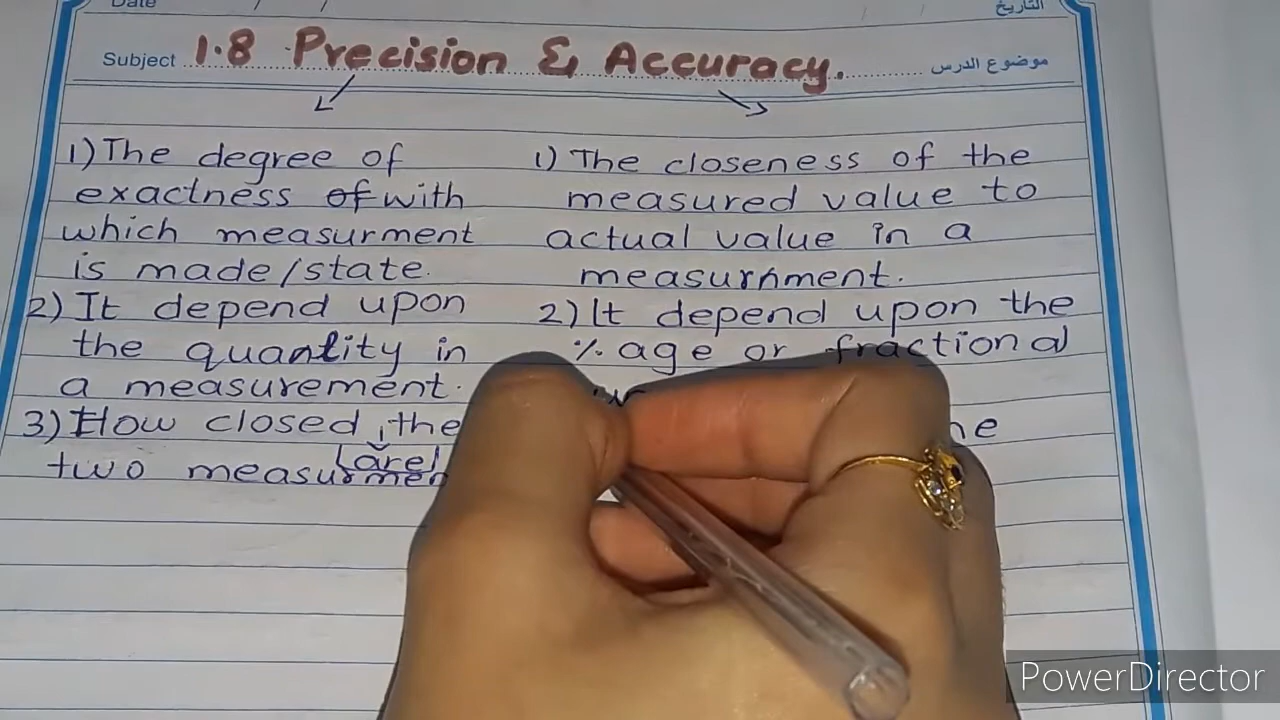 Date / / التاريخ
Subject 1.8 Precision & Accuracy. موضوع الدرس
1) The degree of
exactness of with
which measurment
is made/state.
2) It depend upon
the quantity in
a measurement.
3) How closed, the
are
two measurmen
1) The closeness of the
measured value to
actual value in a
measurnment.
2) It depend upon the
% age or fractional
PowerDirector